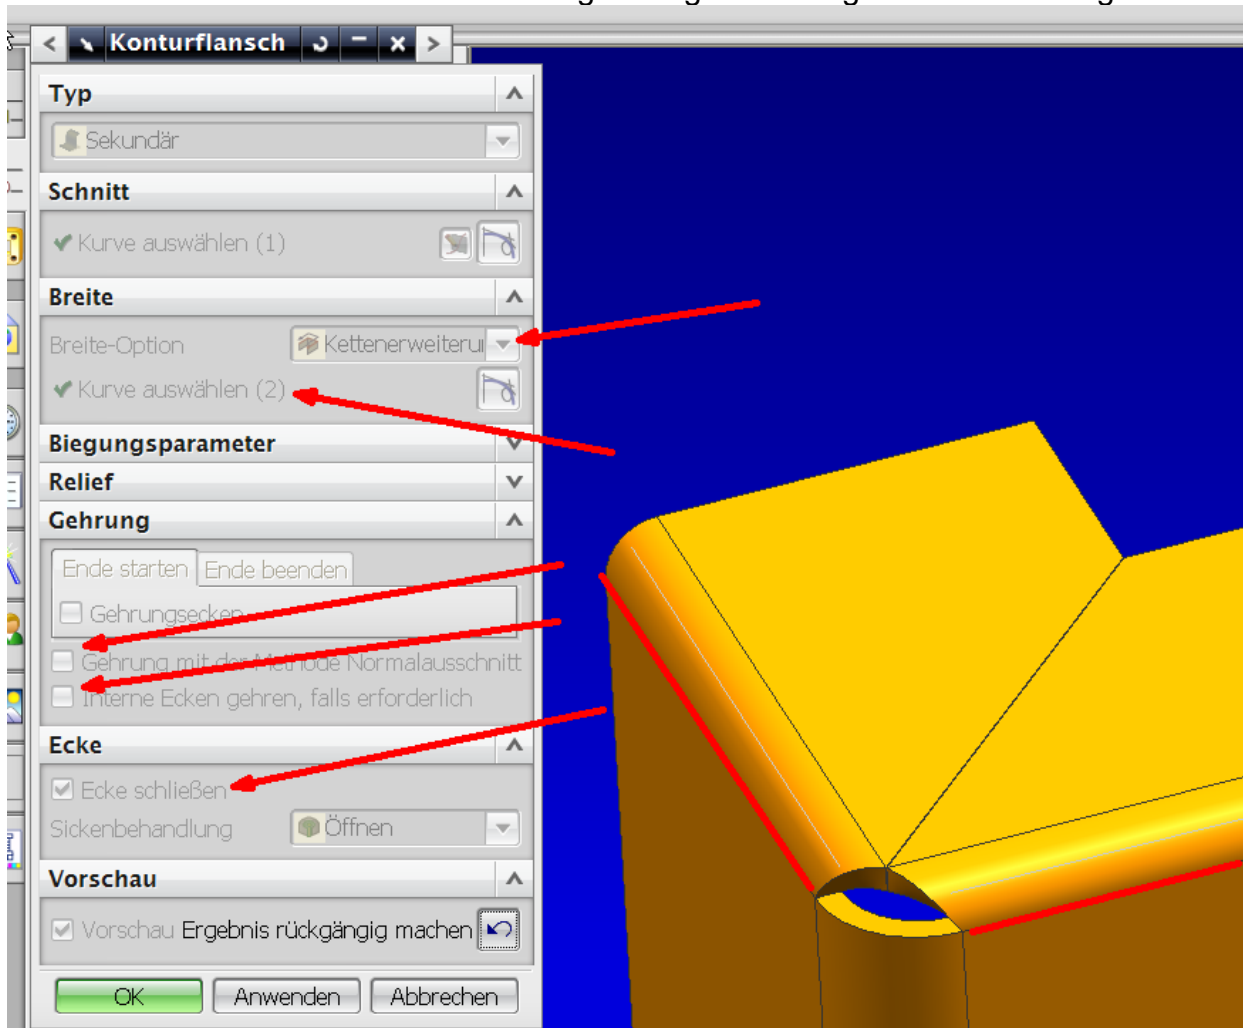 Konturflansch
Typ
Sekundär
Schnitt
Kurve auswählen (1)
Breite
Breite-Option Kettenerweiteru
Kurve auswählen (2)
Biegungsparameter
Relief
Gehrung
Ende starten Ende beenden
Gehrungsecken
Gehrung mit der Methode Normalausschnitt
Interne Ecken gehren, falls erforderlich
Ecke
Ecke schließen
Sickenbehandlung Öffnen
Vorschau
Vorschau Ergebnis rückgängig machen
OK Anwenden Abbrechen